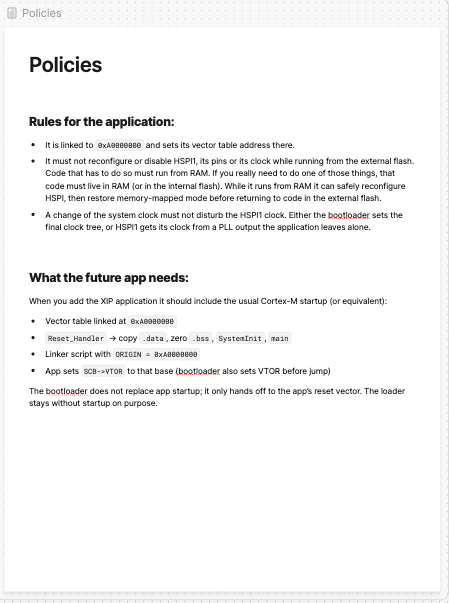 Policies
Policies
Rules for the application:
• It is linked to 0xA0000000 and sets its vector table address there.
• It must not reconfigure or disable HSPI1, its pins or its clock while running from the external flash.
Code that has to do so must run from RAM. If you really need to do one of those things, that
code must live in RAM (or in the internal flash). While it runs from RAM it can safely reconfigure
HSPI, then restore memory-mapped mode before returning to code in the external flash.
• A change of the system clock must not disturb the HSPI1 clock. Either the bootloader sets the
final clock tree, or HSPI1 gets its clock from a PLL output the application leaves alone.
What the future app needs:
When you add the XIP application it should include the usual Cortex-M startup (or equivalent):
• Vector table linked at 0xA0000000
• Reset_Handler → copy .data, zero .bss, SystemInit, main
• Linker script with ORIGIN = 0xA0000000
• App sets SCB->VTOR to that base (bootloader also sets VTOR before jump)
The bootloader does not replace app startup; it only hands off to the app's reset vector. The loader
stays without startup on purpose.